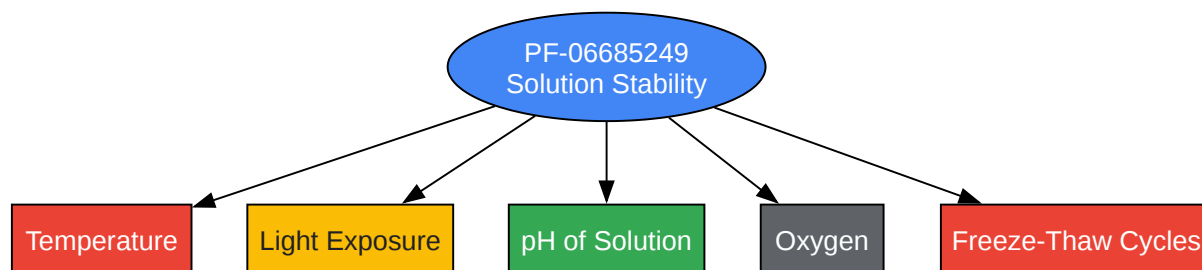 PF-06685249
Solution Stability
Temperature
Light Exposure
pH of Solution
Oxygen
Freeze-Thaw Cycles